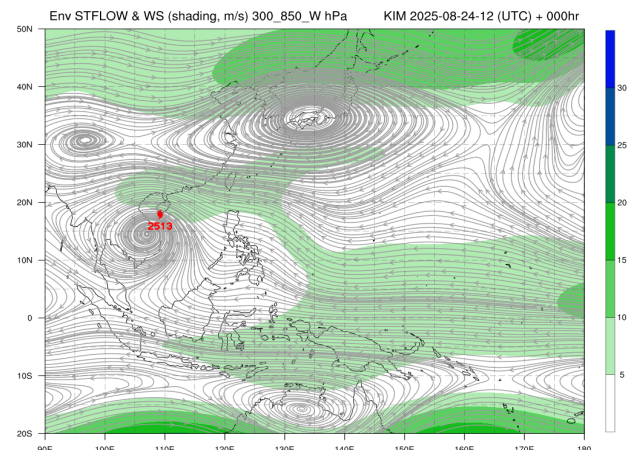 Env STFLOW & WS (shading, m/s) 300_850_W hPa KIM 2025-08-24-12 (UTC) + 000hr
50N
40N
30N
20N
10N
0
10S
20S
90E 100E 110E 120E 130E 140E 150E 160E 170E 180
2513
30
25
20
15
10
5